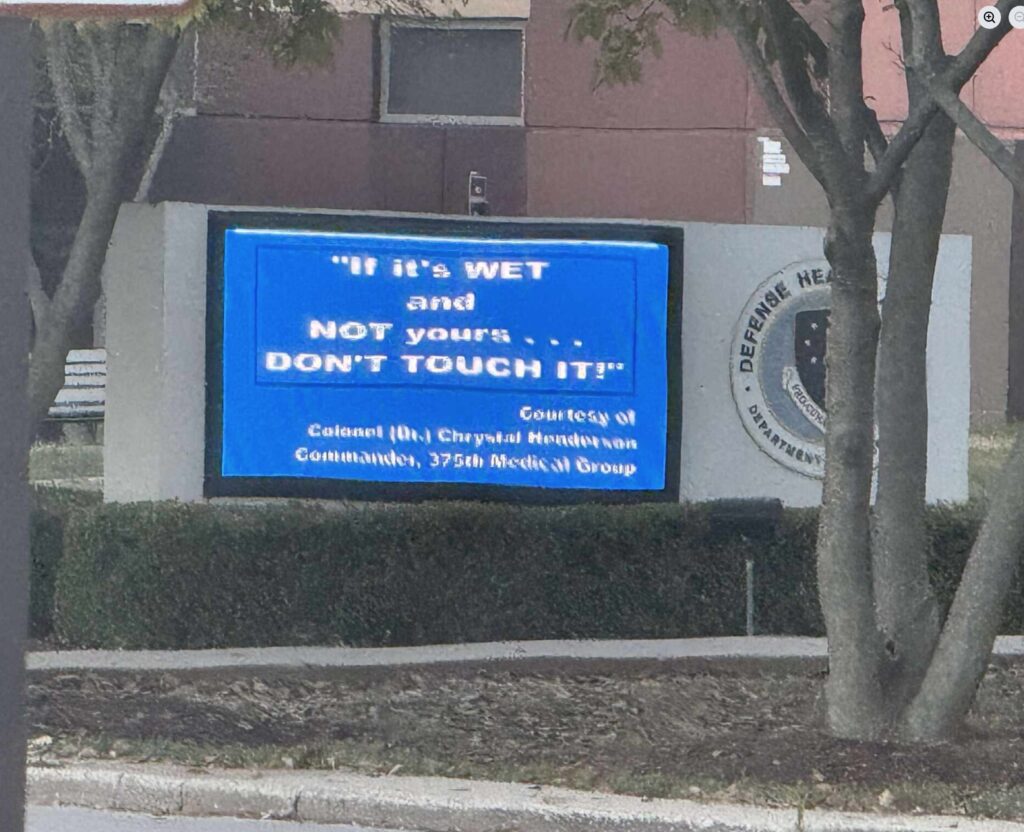 "If it's WET
and
NOT yours . . .
DON'T TOUCH IT!"
Courtesy of
Colonel (Dr.) Chrystal Henderson
Commander, 375th Medical Group
DEFENSE HEA
DEPARTMENT